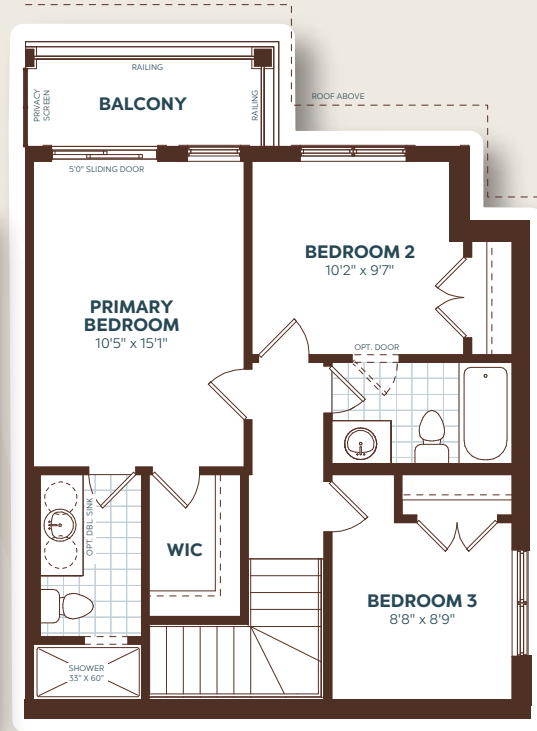 RAILING
PRIVACY
SCREEN
BALCONY
RAILING
ROOF ABOVE
5'0" SLIDING DOOR
BEDROOM 2
10'2" x 9'7"
PRIMARY
BEDROOM
10'5" x 15'1"
OPT. DOOR
OPT. DBL SINK
WIC
BEDROOM 3
8'8" x 8'9"
SHOWER
33" X 60"